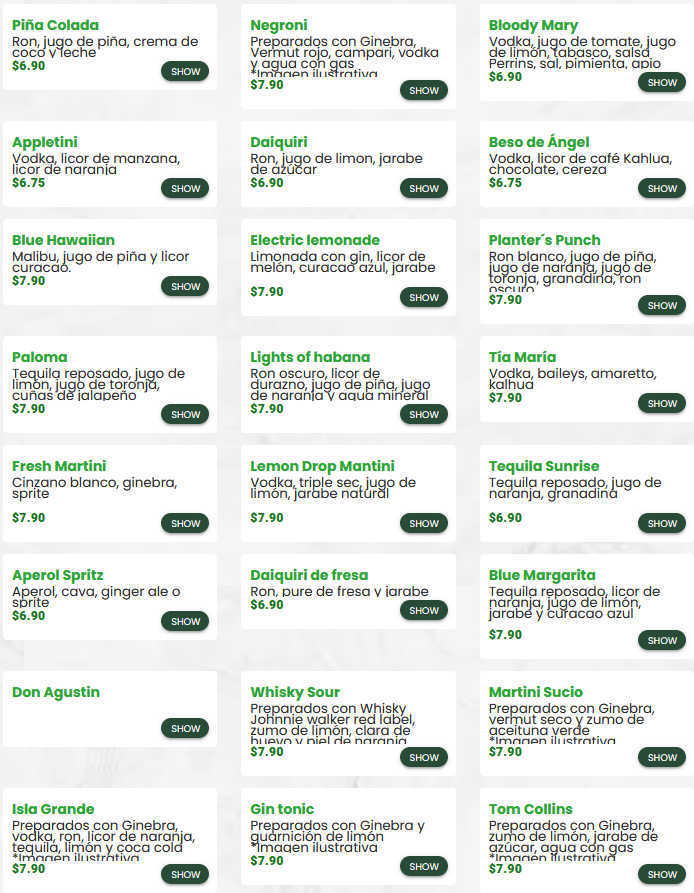 Piña Colada
Ron, jugo de piña, crema de
coco y leche
$6.90
SHOW
Negroni
Preparados con Ginebra,
Vermut rojo, campari, vodka
y agua con gas
*Imagen ilustrativa
$7.90
SHOW
Bloody Mary
Vodka, jugo de tomate, jugo
de limón, tabasco, salsa
Perrins, sal, pimienta, apio
$6.90
SHOW
Appletini
Vodka, licor de manzana,
licor de naranja
$6.75
SHOW
Daiquiri
Ron, jugo de limon, jarabe
de azúcar
$6.90
SHOW
Beso de Ángel
Vodka, licor de café Kahlua,
chocolate, cereza
$6.75
SHOW
Blue Hawaiian
Malibu, jugo de piña y licor
curacao.
$7.90
SHOW
Electric lemonade
Limonada con gin, licor de
melón, curacao azul, jarabe
$7.90
SHOW
Planter´s Punch
Ron blanco, jugo de piña,
jugo de naranja, jugo de
toronja, granadina, ron
oscuro
$7.90
SHOW
Paloma
Tequila reposado, jugo de
limón, jugo de toronja,
cuñas de jalapeño
$7.90
SHOW
Lights of habana
Ron oscuro, licor de
durazno, jugo de piña, jugo
de naranja y agua mineral
$7.90
SHOW
Tía María
Vodka, baileys, amaretto,
kalhua
$7.90
SHOW
Fresh Martini
Cinzano blanco, ginebra,
sprite
$7.90
SHOW
Lemon Drop Mantini
Vodka, triple sec, jugo de
limón, jarabe natural
$7.90
SHOW
Tequila Sunrise
Tequila reposado, jugo de
naranja, granadina
$6.90
SHOW
Aperol Spritz
Aperol, cava, ginger ale o
sprite
$6.90
SHOW
Daiquiri de fresa
Ron, pure de fresa y jarabe
$6.90
SHOW
Blue Margarita
Tequila reposado, licor de
naranja, jugo de limón,
jarabe y curacao azul
$7.90
SHOW
Don Agustin
SHOW
Whisky Sour
Preparados con Whisky
Johnnie walker red label,
zumo de limón, clara de
huevo y piel de naranja
$7.90
SHOW
Martini Sucio
Preparados con Ginebra,
vermut seco y zumo de
aceituna verde
*Imagen ilustrativa
$7.90
SHOW
Isla Grande
Preparados con Ginebra,
vodka, ron, licor de naranja,
tequila, limón y coca cola
*Imagen ilustrativa
$7.90
SHOW
Gin tonic
Preparados con Ginebra y
guarnición de limón
*Imagen ilustrativa
$7.90
SHOW
Tom Collins
Preparados con Ginebra,
zumo de limón, jarabe de
azúcar, agua con gas
*Imagen ilustrativa
$7.90
SHOW